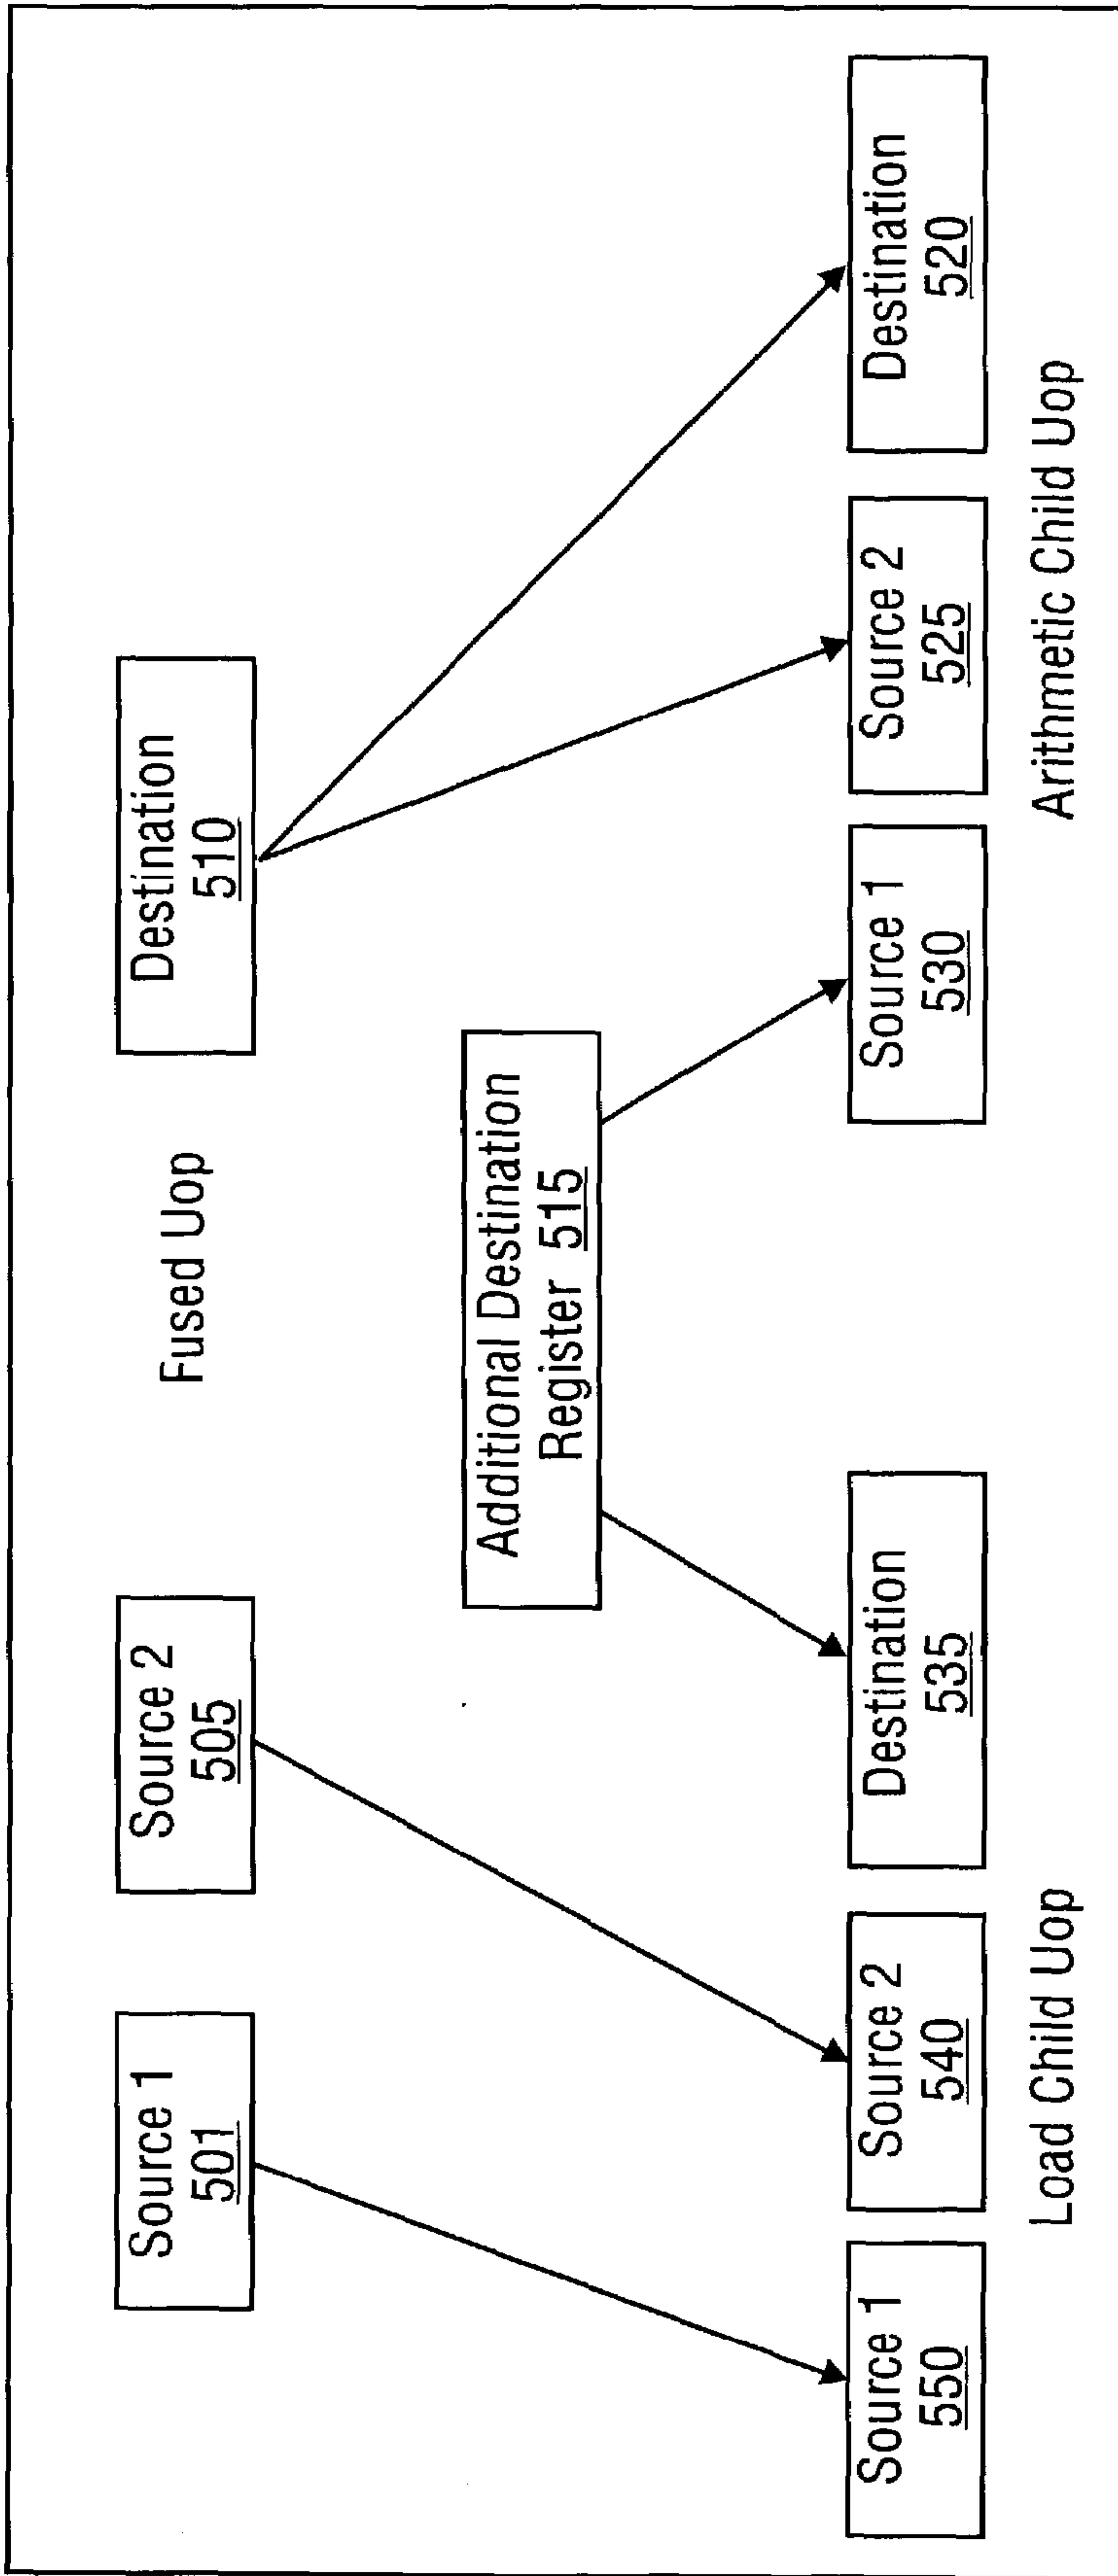 Source 1
501
Source 2
505
Fused Uop
Destination
510
Additional Destination
Register 515
Source 1
550
Source 2
540
Destination
535
Source 1
530
Source 2
525
Destination
520
Load Child Uop
Arithmetic Child Uop